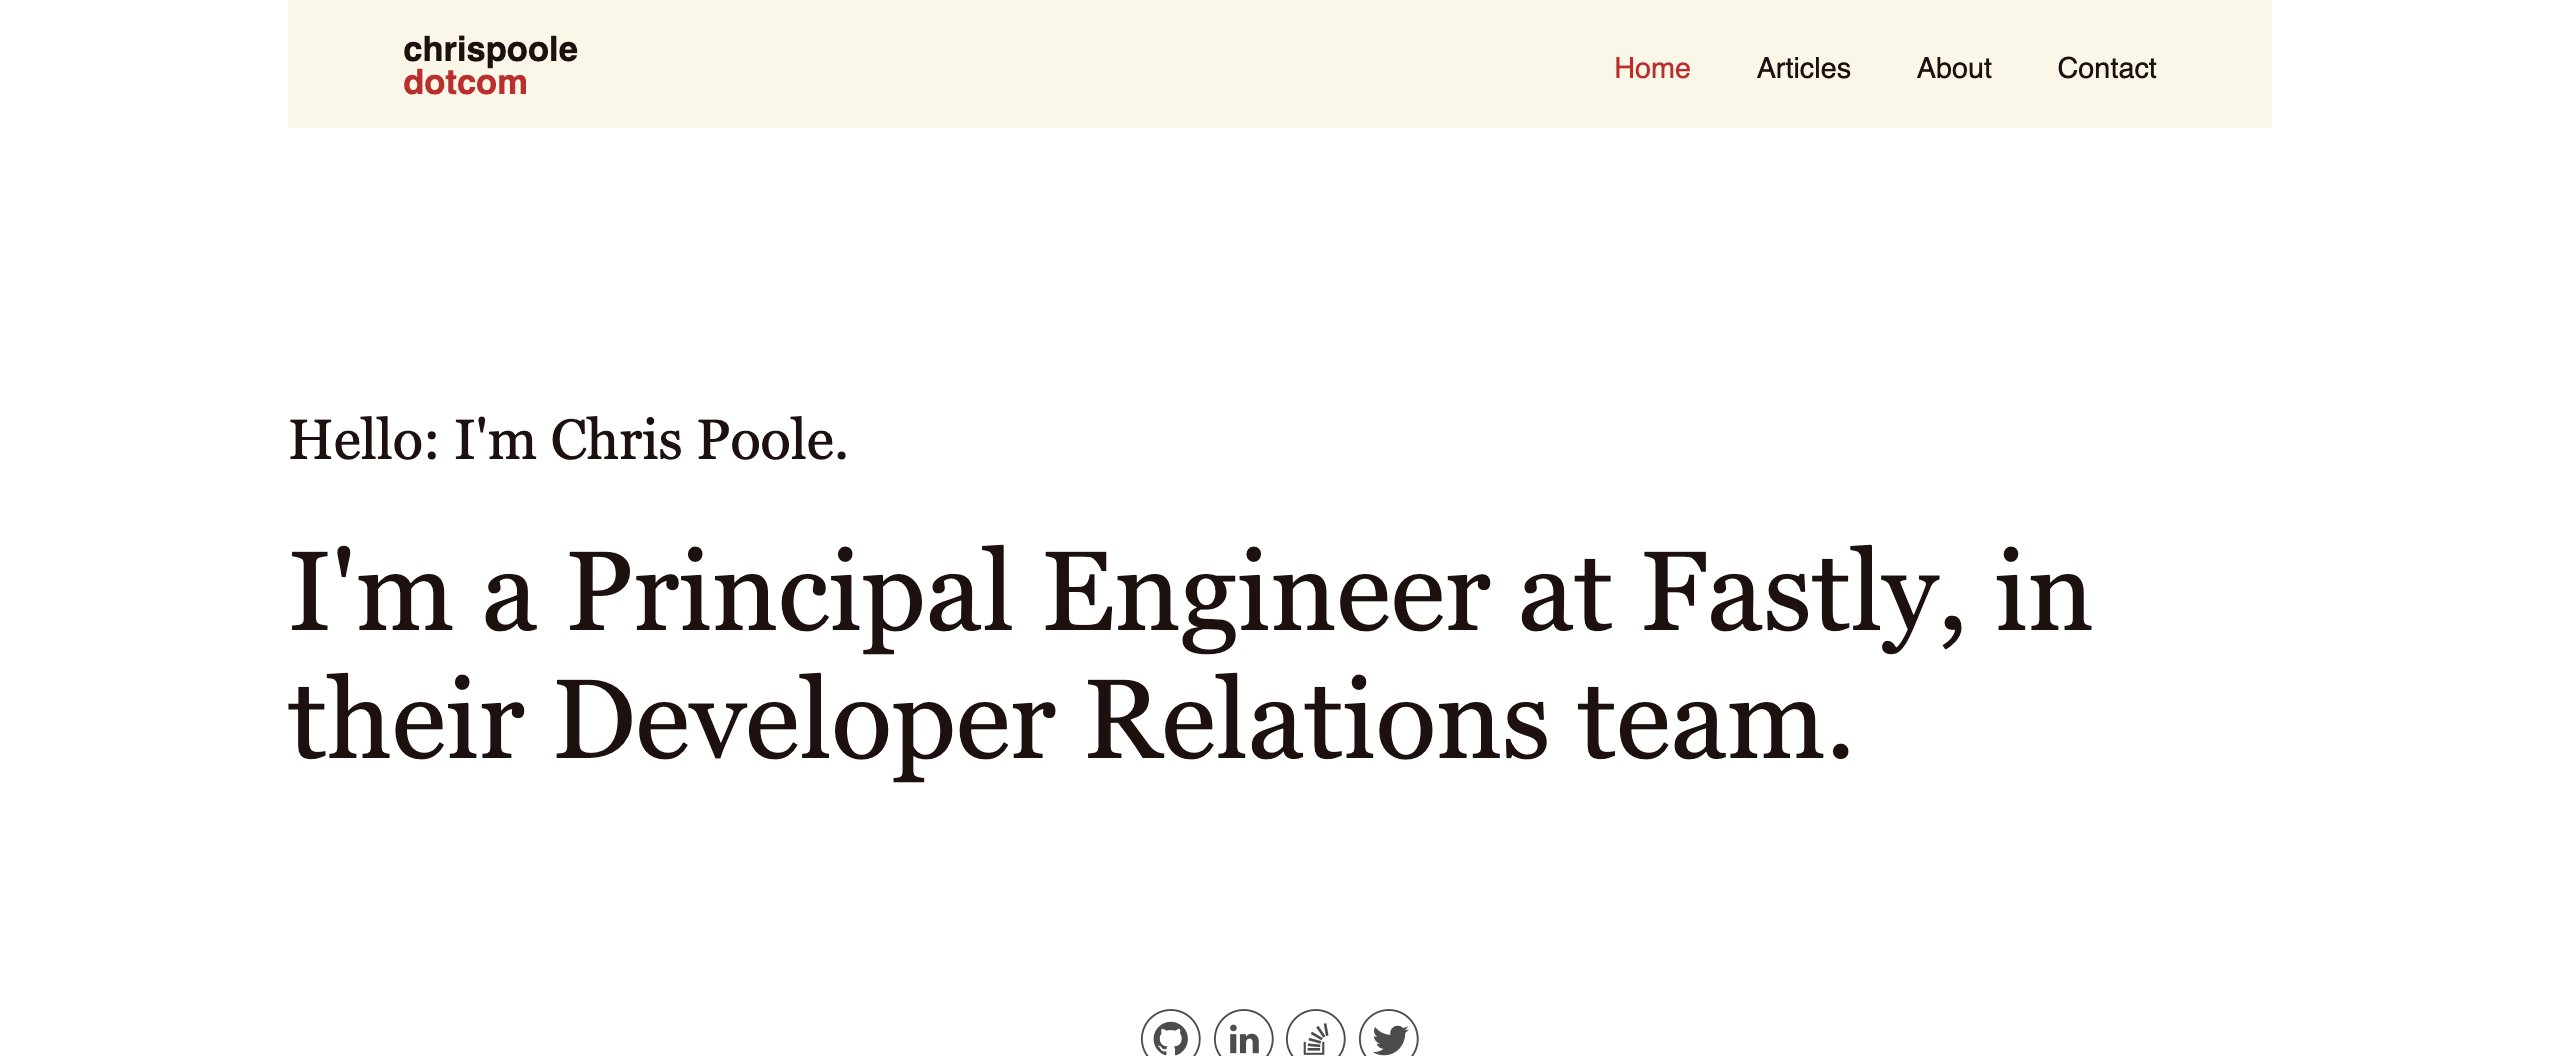 chrispoole
dotcom
Home Articles About Contact
Hello: I'm Chris Poole.
I'm a Principal Engineer at Fastly, in
their Developer Relations team.
in